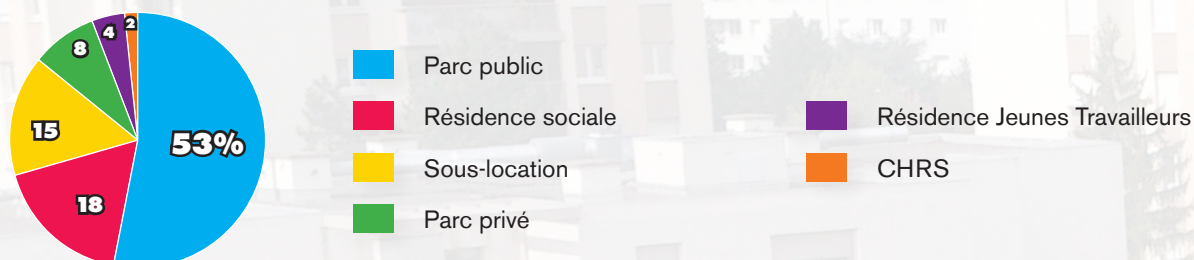 2
4
8
15
18
53%
Parc public
Résidence sociale
Sous-location
Parc privé
Résidence Jeunes Travailleurs
CHRS